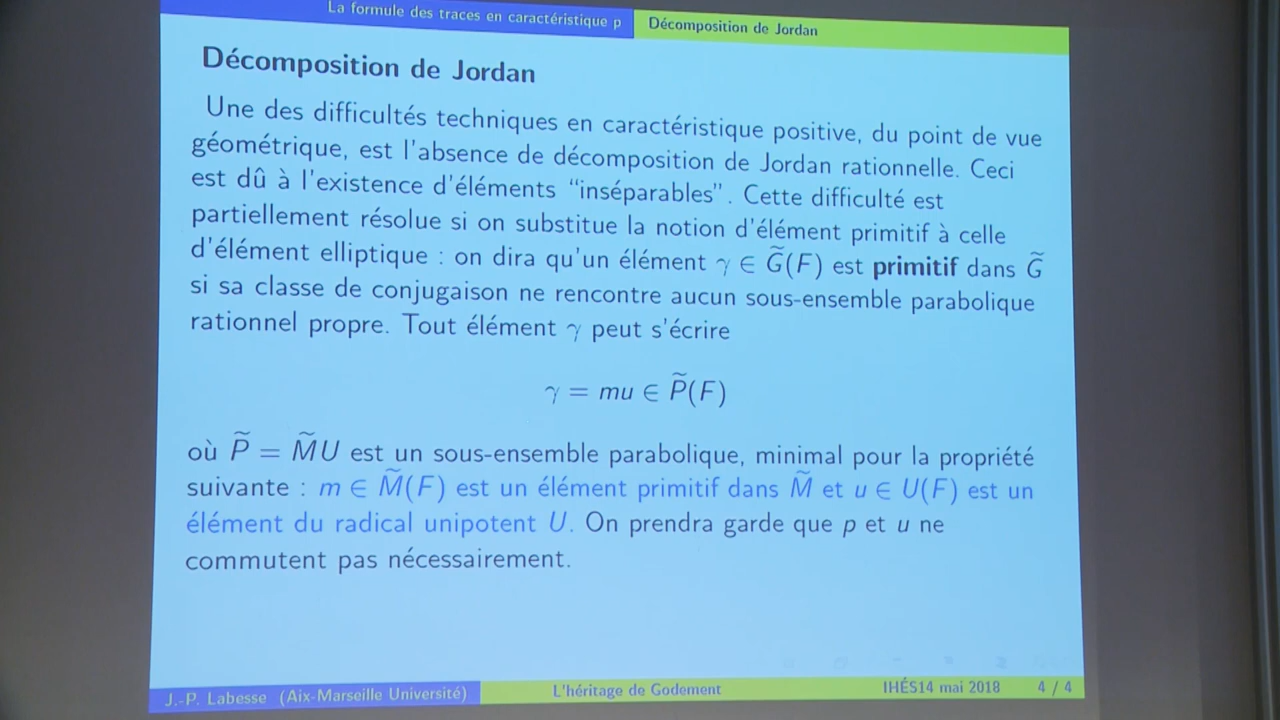 La formule des traces en caractéristique p
Décomposition de Jordan
Décomposition de Jordan
Une des difficultés techniques en caractéristique positive, du point de vue
géométrique, est l'absence de décomposition de Jordan rationnelle. Ceci
est dû à l'existence d'éléments “inséparables”. Cette difficulté est
partiellement résolue si on substitue la notion d'élément primitif à celle
d'élément elliptique : on dira qu'un élément γ ∈ G̃(F) est primitif dans G̃
si sa classe de conjugaison ne rencontre aucun sous-ensemble parabolique
rationnel propre. Tout élément γ peut s'écrire
γ = mu ∈ P̃(F)
où P̃ = M̃U est un sous-ensemble parabolique, minimal pour la propriété
suivante : m ∈ M̃(F) est un élément primitif dans M̃ et u ∈ U(F) est un
élément du radical unipotent U. On prendra garde que p et u ne
commutent pas nécessairement.
J.-P. Labesse (Aix-Marseille Université)
L'héritage de Godement
IHÉS14 mai 2018
4 / 4